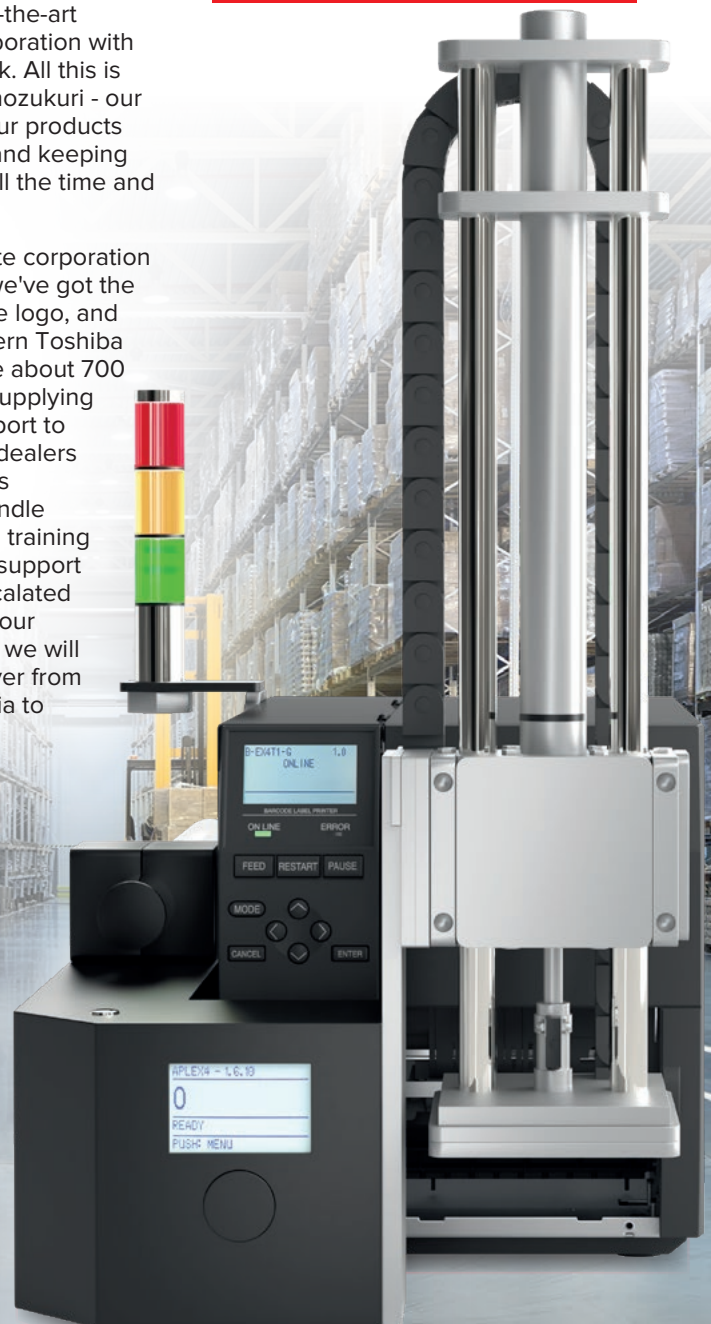 -the-art
poration with
k. All this is
nozukuri - our
ur products
and keeping
ll the time and
te corporation
we've got the
e logo, and
ern Toshiba
e about 700
supplying
port to
dealers
s
ndle
training
support
calated
our
we will
ver from
ia to
B-EX4T1-G 1.0
ONLINE
BARCODE LABEL PRINTER
ON LINE ERROR
FEED RESTART PAUSE
MODE
CANCEL ENTER
APLEX4 - 1.6.19
0
READY
PUSH: MENU